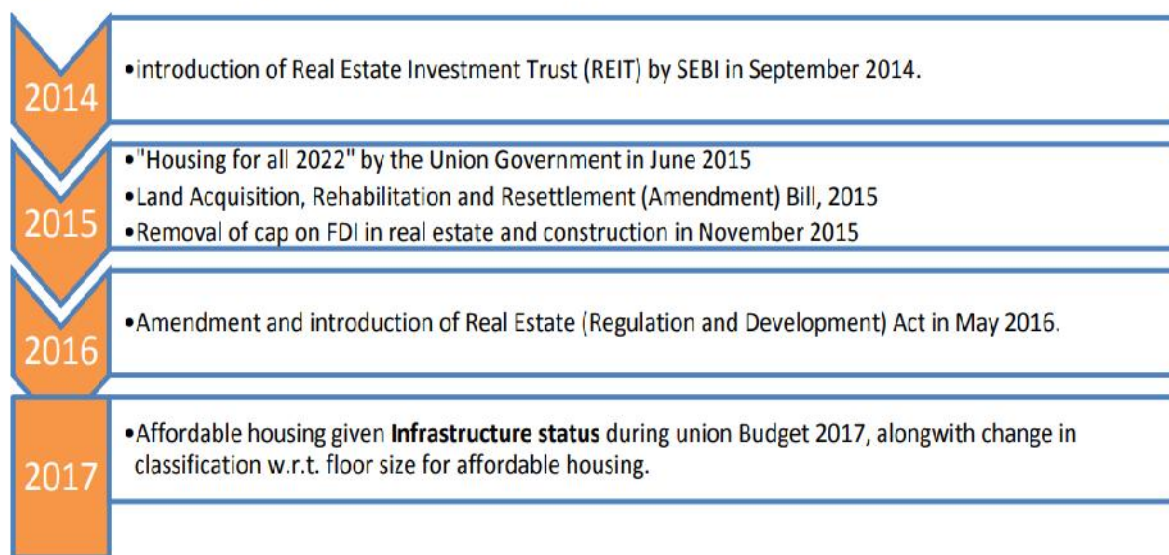 2014
•introduction of Real Estate Investment Trust (REIT) by SEBI in September 2014.
2015
•"Housing for all 2022" by the Union Government in June 2015
•Land Acquisition, Rehabilitation and Resettlement (Amendment) Bill, 2015
•Removal of cap on FDI in real estate and construction in November 2015
2016
•Amendment and introduction of Real Estate (Regulation and Development) Act in May 2016.
2017
•Affordable housing given Infrastructure status during union Budget 2017, alongwith change in
classification w.r.t. floor size for affordable housing.